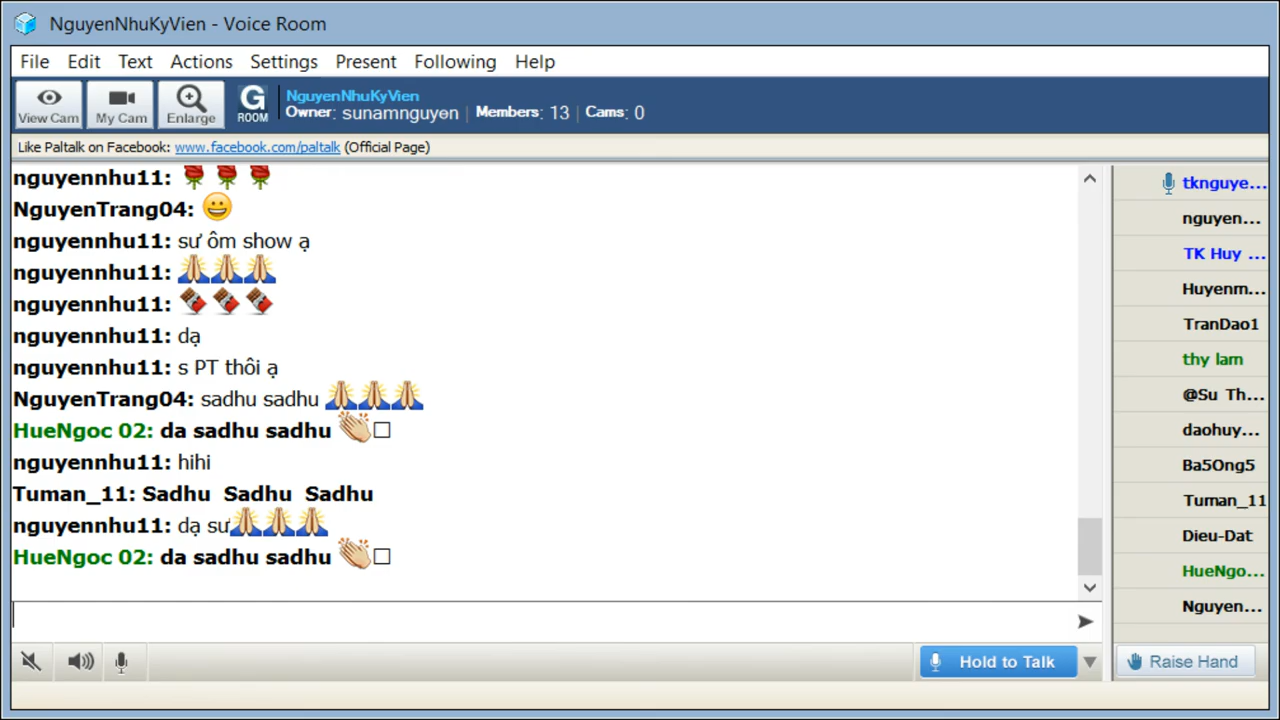 NguyenNhuKyVien - Voice Room
File Edit Text Actions Settings Present Following Help
View Cam My Cam Enlarge G ROOM
NguyenNhuKyVien
Owner: sunamnguyen | Members: 13 | Cams: 0
Like Paltalk on Facebook: www.facebook.com/paltalk (Official Page)
nguyennhu11: 🌹🌹🌹
NguyenTrang04: 😀
nguyennhu11: sư ôm show ạ
nguyennhu11: 🙏🙏🙏
nguyennhu11: 🍫🍫🍫
nguyennhu11: dạ
nguyennhu11: s PT thôi ạ
NguyenTrang04: sadhu sadhu 🙏🙏🙏
HueNgoc 02: da sadhu sadhu 👏□
nguyennhu11: hihi
Tuman_11: Sadhu Sadhu Sadhu
nguyennhu11: dạ sư🙏🙏🙏
HueNgoc 02: da sadhu sadhu 👏□
Hold to Talk
tknguye...
nguyen...
TK Huy ...
Huyenm...
TranDao1
thy lam
@Su Th...
daohuy...
Ba5Ong5
Tuman_11
Dieu-Dat
HueNgo...
Nguyen...
Raise Hand